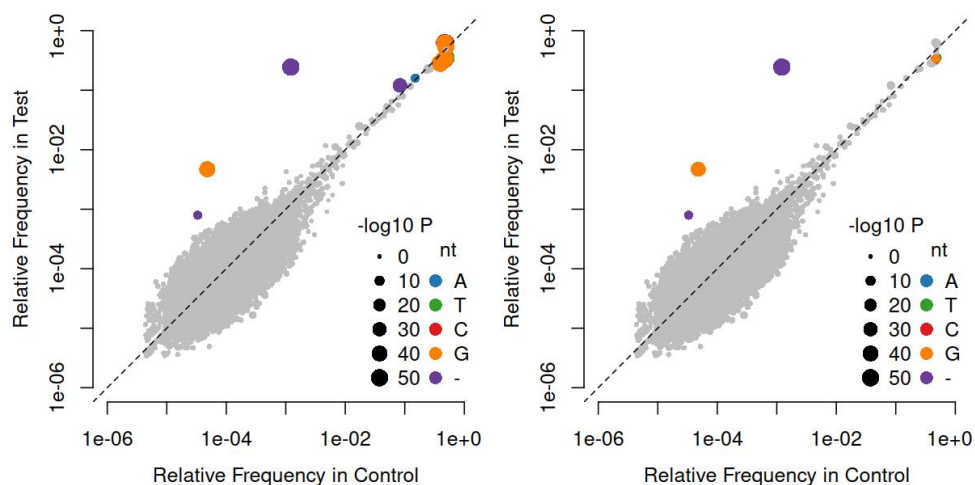 1e+0
1e-02
1e-04
1e-06
Relative Frequency in Test
-log10 P
nt
0
10 A
20 T
30 C
40 G
50 -
1e-06 1e-04 1e-02 1e+0
Relative Frequency in Control
1e+0
1e-02
1e-04
1e-06
Relative Frequency in Test
-log10 P
nt
0
10 A
20 T
30 C
40 G
50 -
1e-06 1e-04 1e-02 1e+0
Relative Frequency in Control